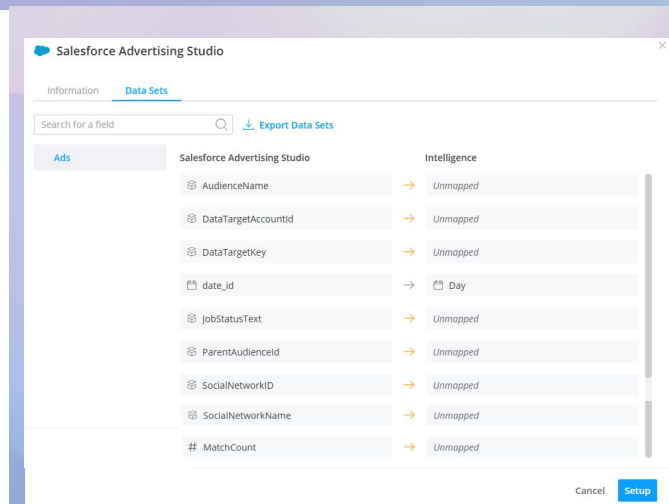 Salesforce Advertising Studio
Information Data Sets
Search for a field Export Data Sets
Ads Salesforce Advertising Studio Intelligence
AudienceName Unmapped
DataTargetAccountId Unmapped
DataTargetKey Unmapped
date_id Day
JobStatusText Unmapped
ParentAudienceId Unmapped
SocialNetworkID Unmapped
SocialNetworkName Unmapped
# MatchCount Unmapped
Cancel Setup